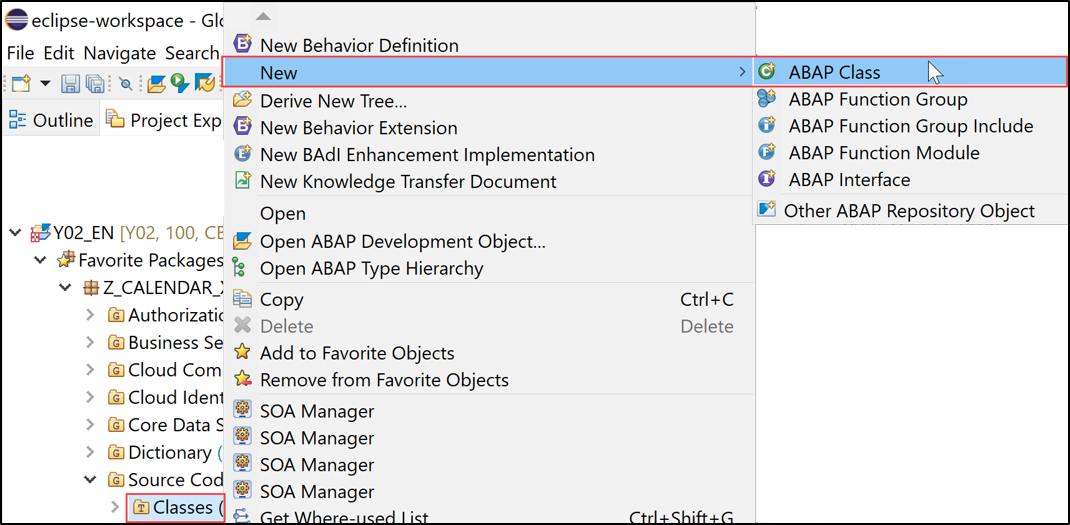 eclipse-workspace - Glo
File Edit Navigate Search
Outline Project Exp
Y02_EN [Y02, 100, CB
Favorite Packages
Z_CALENDAR_X
Authorizatio
Business Se
Cloud Com
Cloud Ident
Core Data S
Dictionary (
Source Cod
Classes (
New Behavior Definition
New
Derive New Tree...
New Behavior Extension
New BAdI Enhancement Implementation
New Knowledge Transfer Document
Open
Open ABAP Development Object...
Open ABAP Type Hierarchy
Copy Ctrl+C
Delete Delete
Add to Favorite Objects
Remove from Favorite Objects
SOA Manager
SOA Manager
SOA Manager
SOA Manager
Get Where-used List Ctrl+Shift+G
ABAP Class
ABAP Function Group
ABAP Function Group Include
ABAP Function Module
ABAP Interface
Other ABAP Repository Object